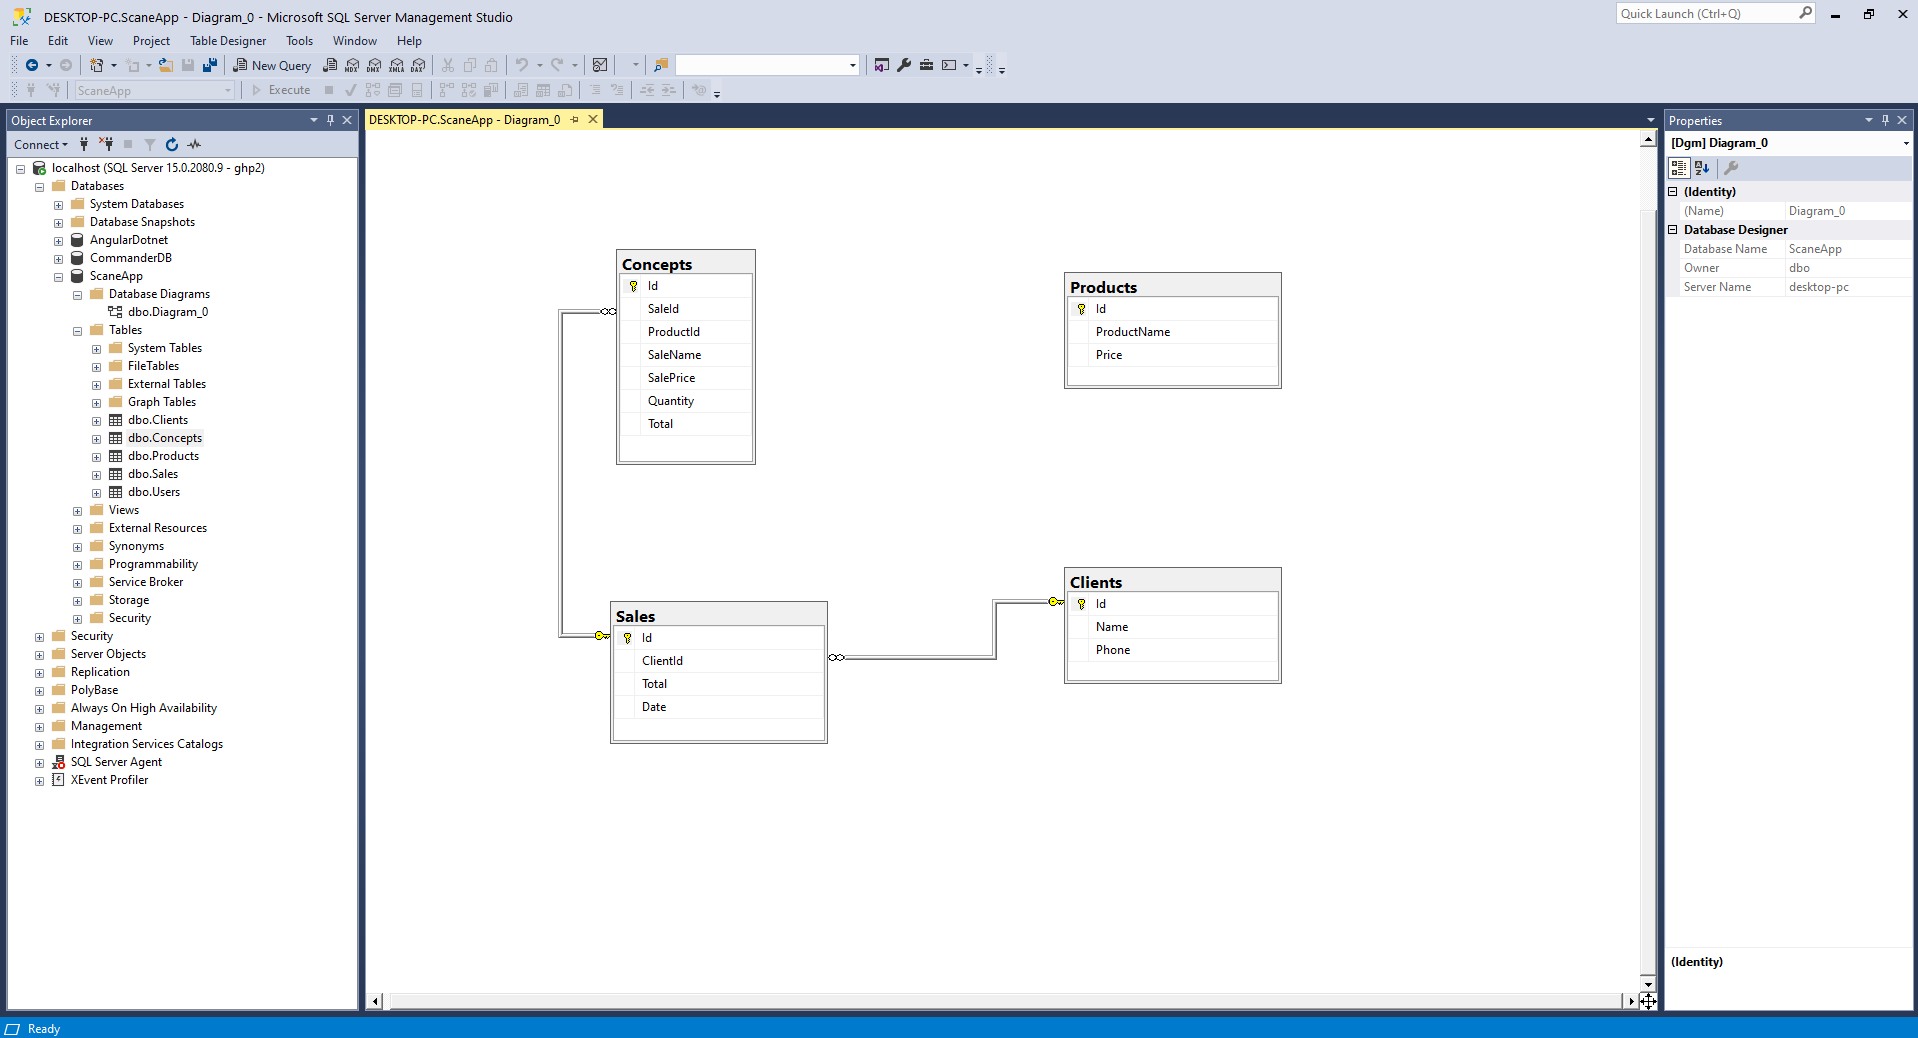 DESKTOP-PC.ScaneApp - Diagram_0 - Microsoft SQL Server Management Studio
Quick Launch (Ctrl+Q)
File Edit View Project Table Designer Tools Window Help
New Query MDX DMX XMLA DAX
ScaneApp Execute
Object Explorer
Connect
localhost (SQL Server 15.0.2080.9 - ghp2)
Databases
System Databases
Database Snapshots
AngularDotnet
CommanderDB
ScaneApp
Database Diagrams
dbo.Diagram_0
Tables
System Tables
FileTables
External Tables
Graph Tables
dbo.Clients
dbo.Concepts
dbo.Products
dbo.Sales
dbo.Users
Views
External Resources
Synonyms
Programmability
Service Broker
Storage
Security
Security
Server Objects
Replication
PolyBase
Always On High Availability
Management
Integration Services Catalogs
SQL Server Agent
XEvent Profiler
DESKTOP-PC.ScaneApp - Diagram_0
Concepts
Id
SaleId
ProductId
SaleName
SalePrice
Quantity
Total
Products
Id
ProductName
Price
Sales
Id
ClientId
Total
Date
Clients
Id
Name
Phone
Properties
[Dgm] Diagram_0
(Identity)
(Name) Diagram_0
Database Designer
Database Name ScaneApp
Owner dbo
Server Name desktop-pc
(Identity)
Ready